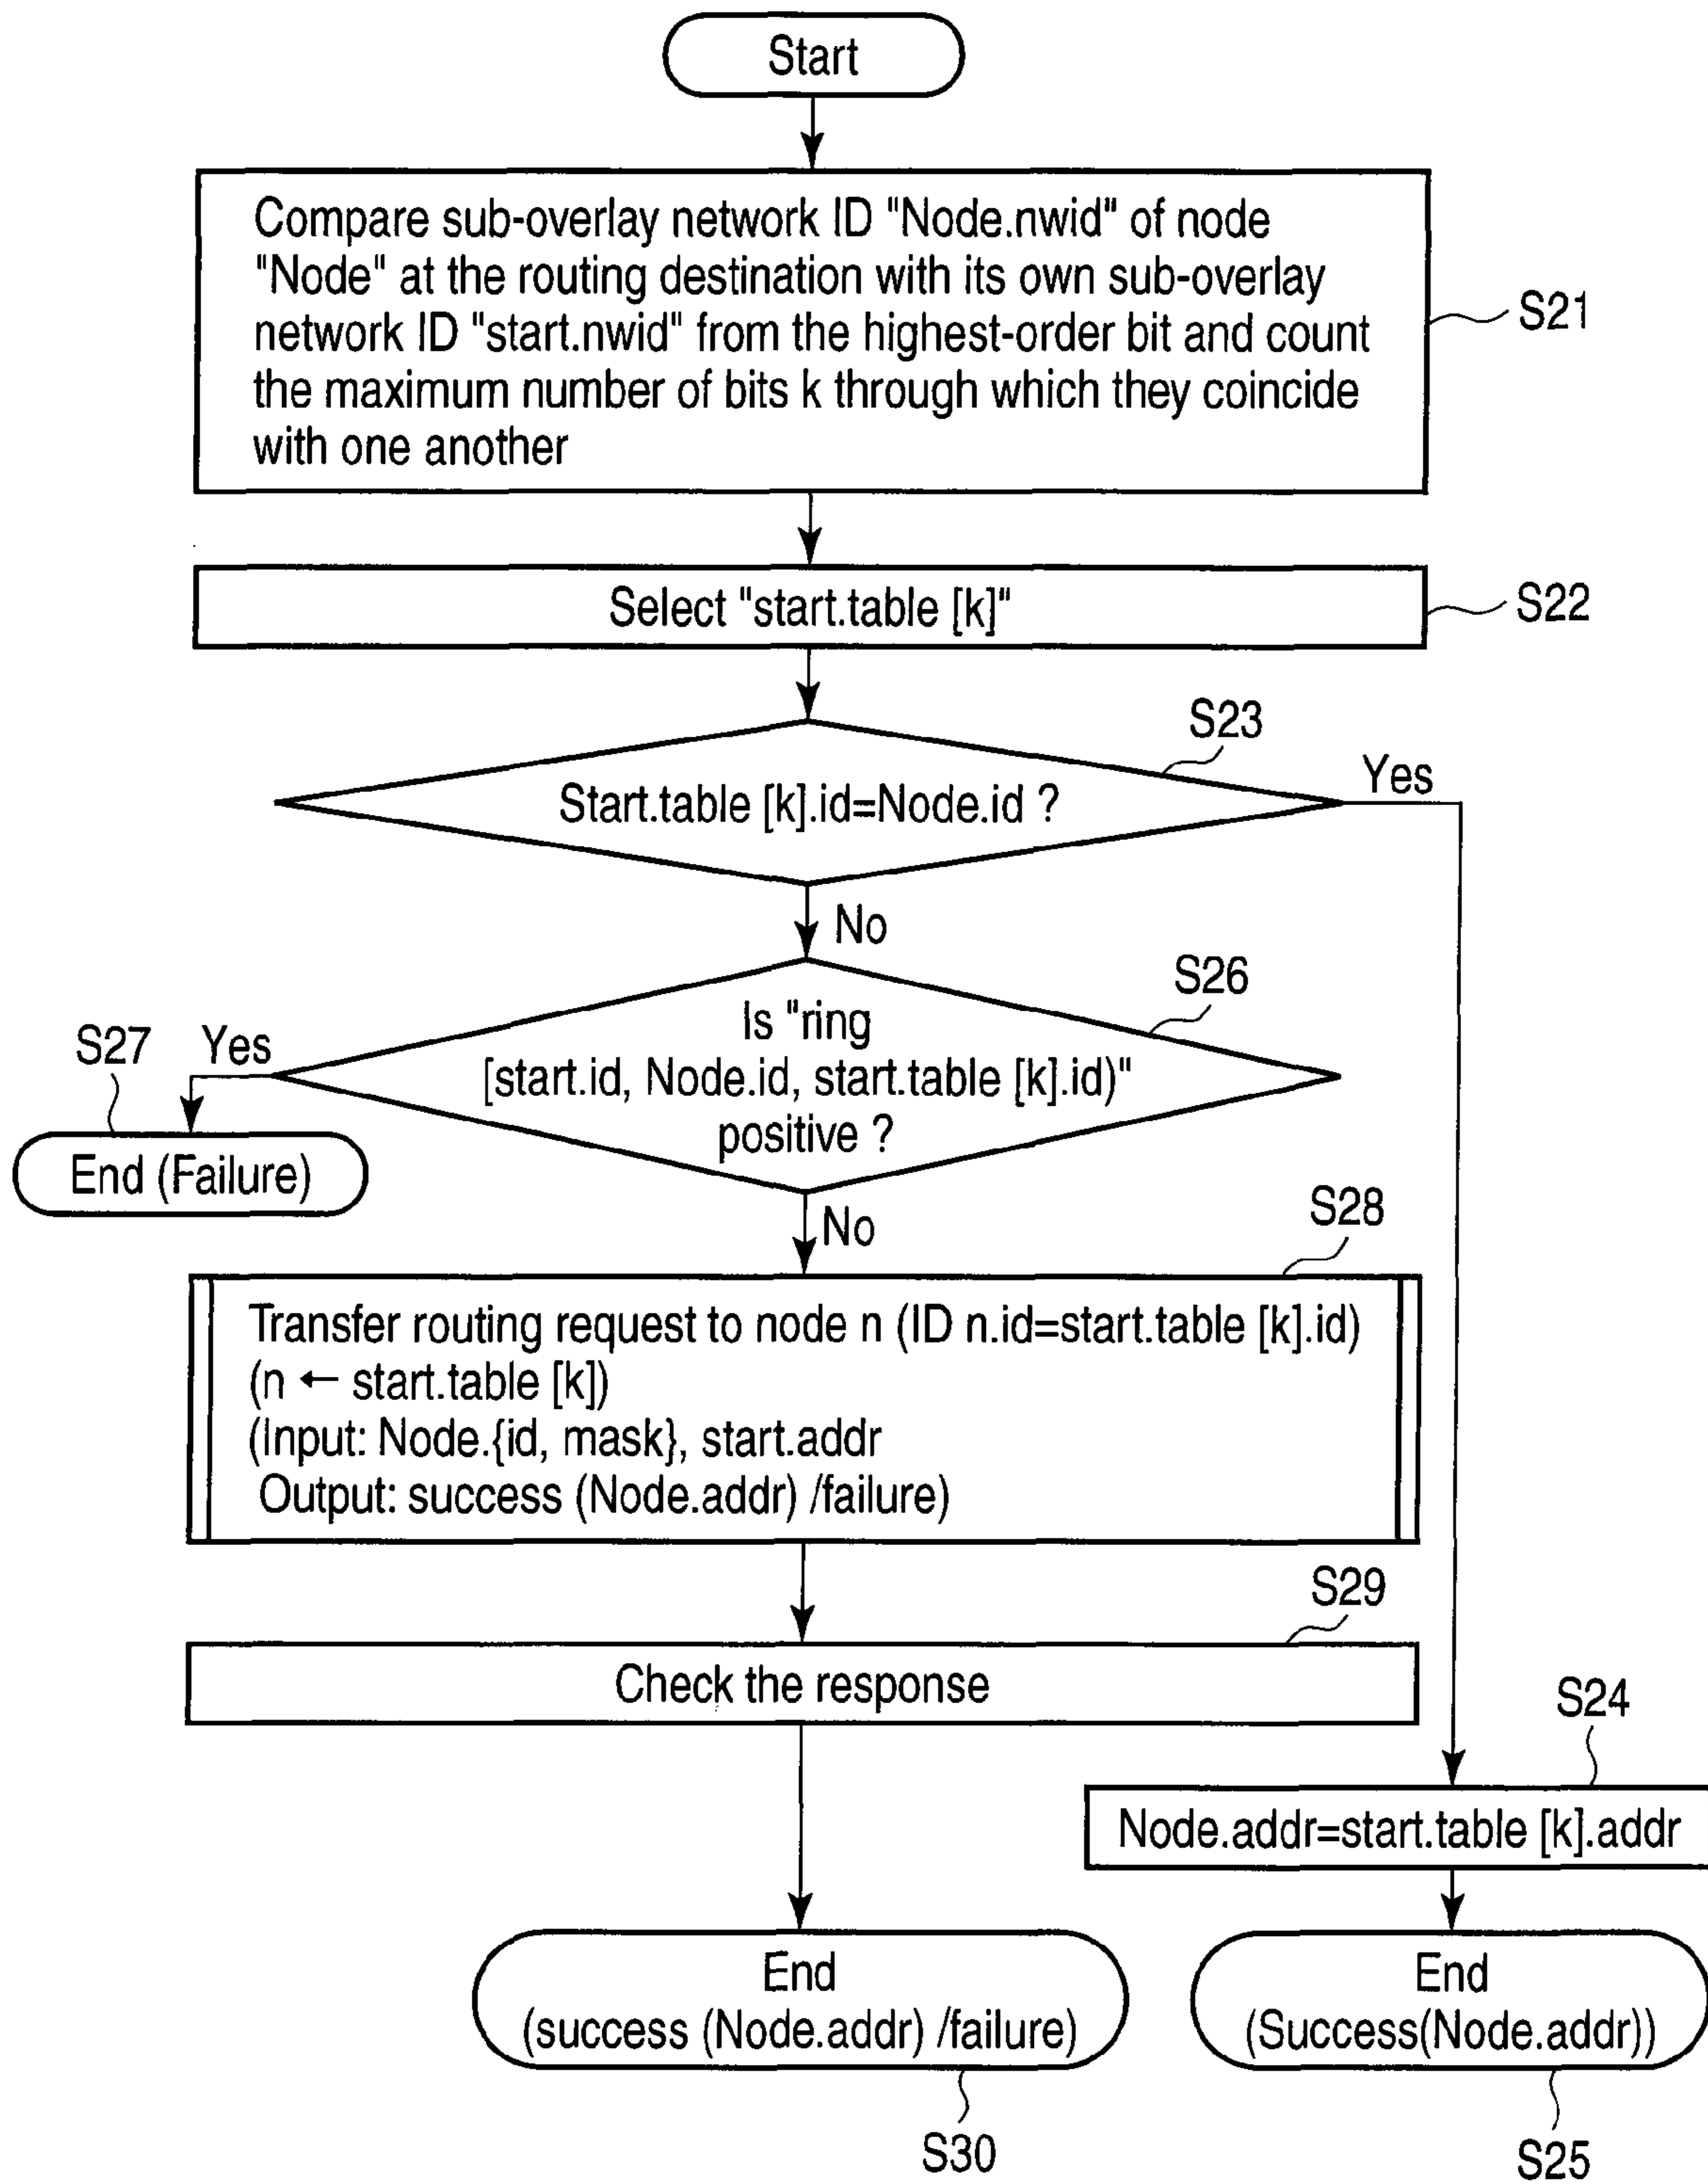 Start
Compare sub-overlay network ID "Node.nwid" of node
"Node" at the routing destination with its own sub-overlay
network ID "start.nwid" from the highest-order bit and count
the maximum number of bits k through which they coincide
with one another
S21
Select "start.table [k]"
S22
S23
Start.table [k].id=Node.id ?
Yes
No
S26
Is "ring
[start.id, Node.id, start.table [k].id)"
positive ?
S27
Yes
End (Failure)
No
S28
Transfer routing request to node n (ID n.id=start.table [k].id)
(n ← start.table [k])
(Input: Node.{id, mask}, start.addr
Output: success (Node.addr) /failure)
S29
Check the response
S24
Node.addr=start.table [k].addr
End
(success (Node.addr) /failure)
S30
End
(Success(Node.addr))
S25